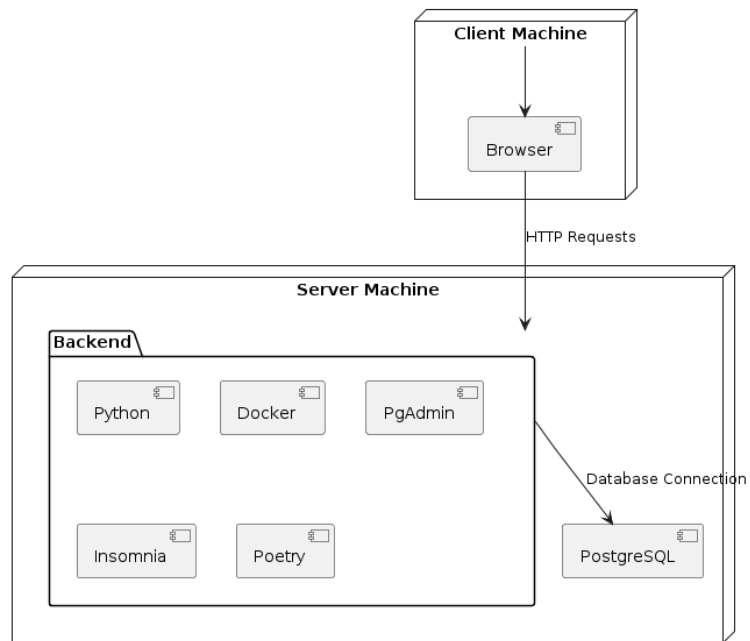 Client Machine
Browser
HTTP Requests
Server Machine
Backend
Python
Docker
PgAdmin
Database Connection
Insomnia
Poetry
PostgreSQL